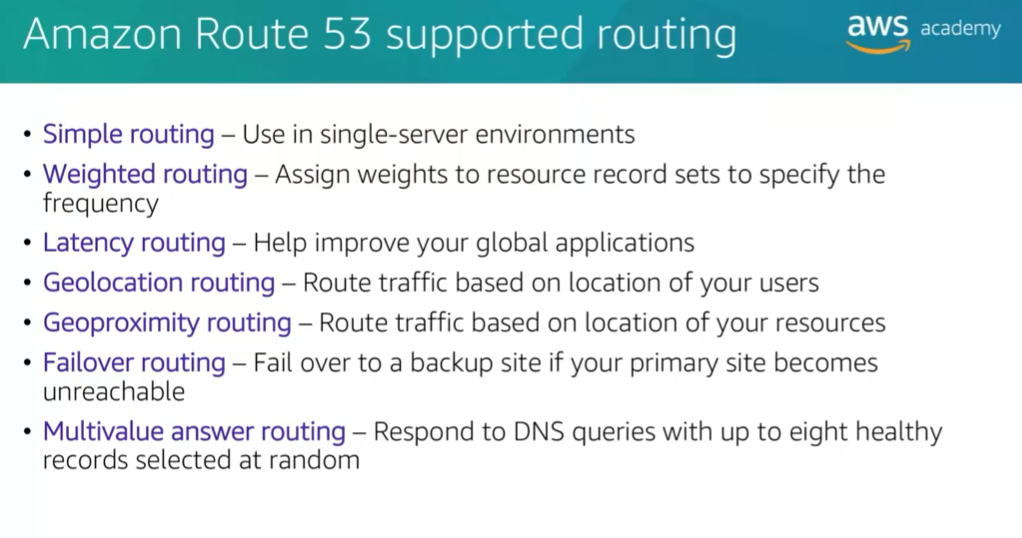 Amazon Route 53 supported routing
aws academy
• Simple routing – Use in single-server environments
• Weighted routing – Assign weights to resource record sets to specify the
frequency
• Latency routing – Help improve your global applications
• Geolocation routing – Route traffic based on location of your users
• Geoproximity routing – Route traffic based on location of your resources
• Failover routing – Fail over to a backup site if your primary site becomes
unreachable
• Multivalue answer routing – Respond to DNS queries with up to eight healthy
records selected at random